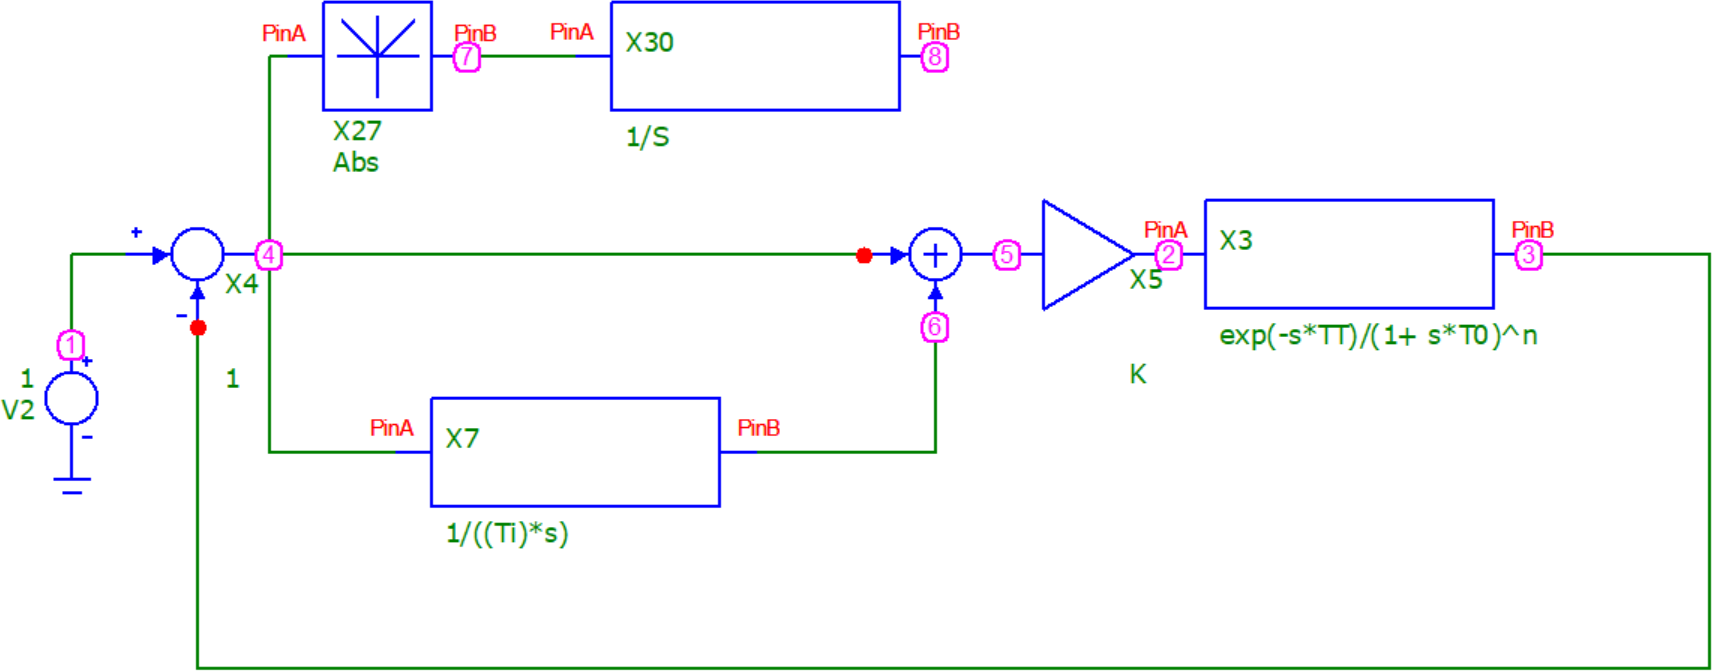 PinA
PinB
7
PinA
X30
PinB
8
X27
Abs
1/S
+
X4
4
-
+
5
PinA
2
X5
X3
PinB
3
exp(-s*TT)/(1+ s*T0)^n
6
1
+
1
V2
-
1
K
PinA
X7
PinB
1/((Ti)*s)